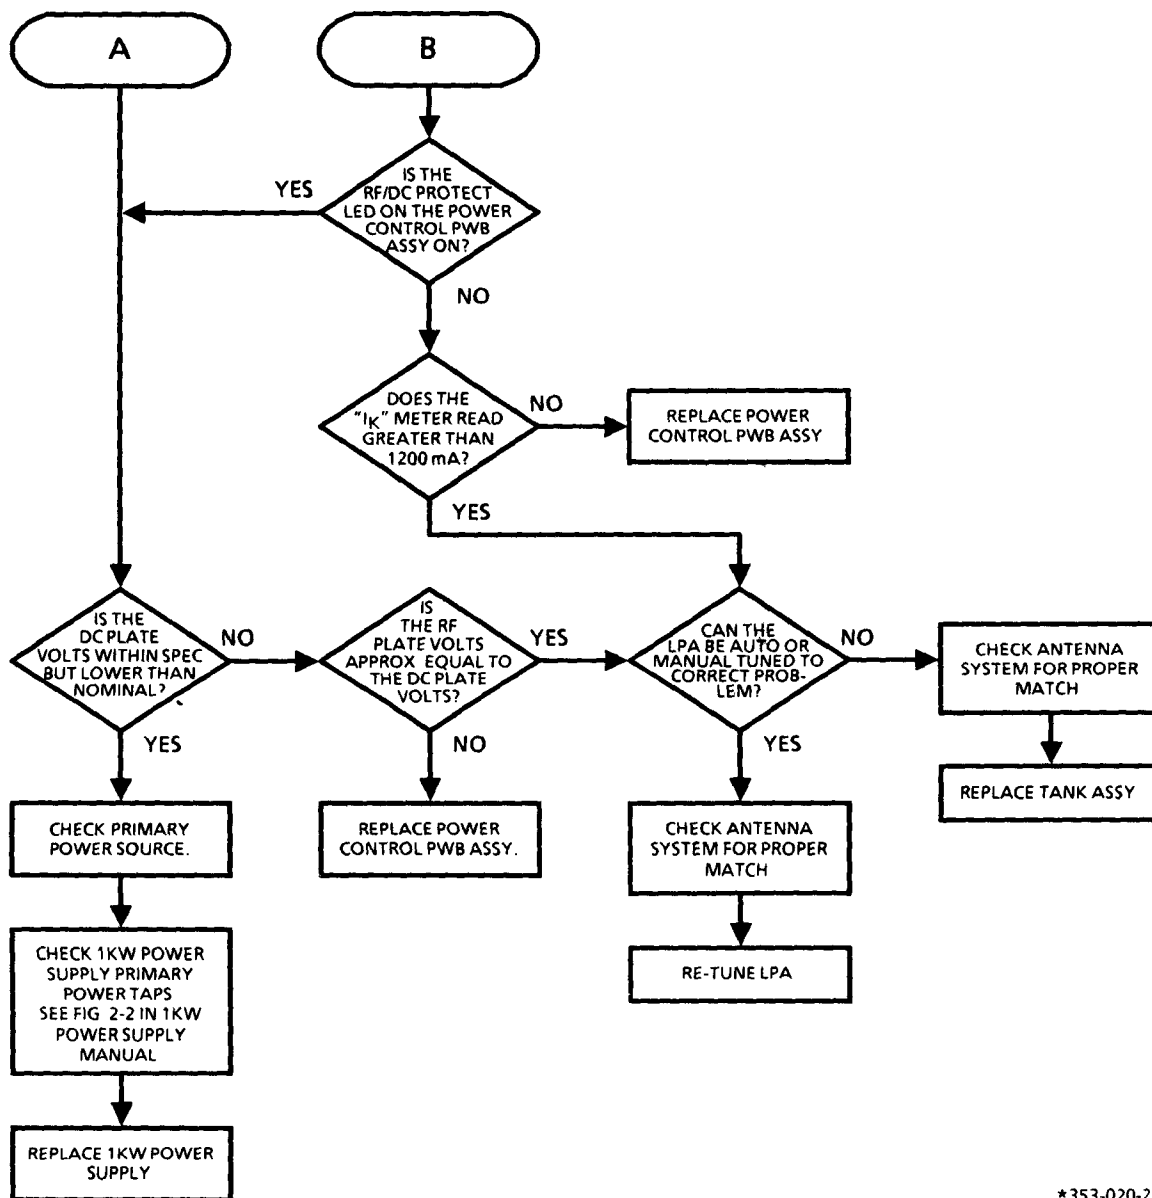 A
B
IS THE
RF/DC PROTECT
LED ON THE POWER
CONTROL PWB
ASSY ON?
YES
NO
DOES THE
"IK" METER READ
GREATER THAN
1200 mA?
NO
REPLACE POWER
CONTROL PWB ASSY
YES
IS THE
DC PLATE
VOLTS WITHIN SPEC
BUT LOWER THAN
NOMINAL?
NO
IS
THE RF
PLATE VOLTS
APPROX EQUAL TO
THE DC PLATE
VOLTS?
YES
CAN THE
LPA BE AUTO OR
MANUAL TUNED TO
CORRECT PROB-
LEM?
NO
CHECK ANTENNA
SYSTEM FOR PROPER
MATCH
REPLACE TANK ASSY
YES
CHECK PRIMARY
POWER SOURCE.
CHECK 1KW POWER
SUPPLY PRIMARY
POWER TAPS
SEE FIG 2-2 IN 1KW
POWER SUPPLY
MANUAL
REPLACE 1KW POWER
SUPPLY
NO
REPLACE POWER
CONTROL PWB ASSY.
YES
CHECK ANTENNA
SYSTEM FOR PROPER
MATCH
RE-TUNE LPA
*353-020-2